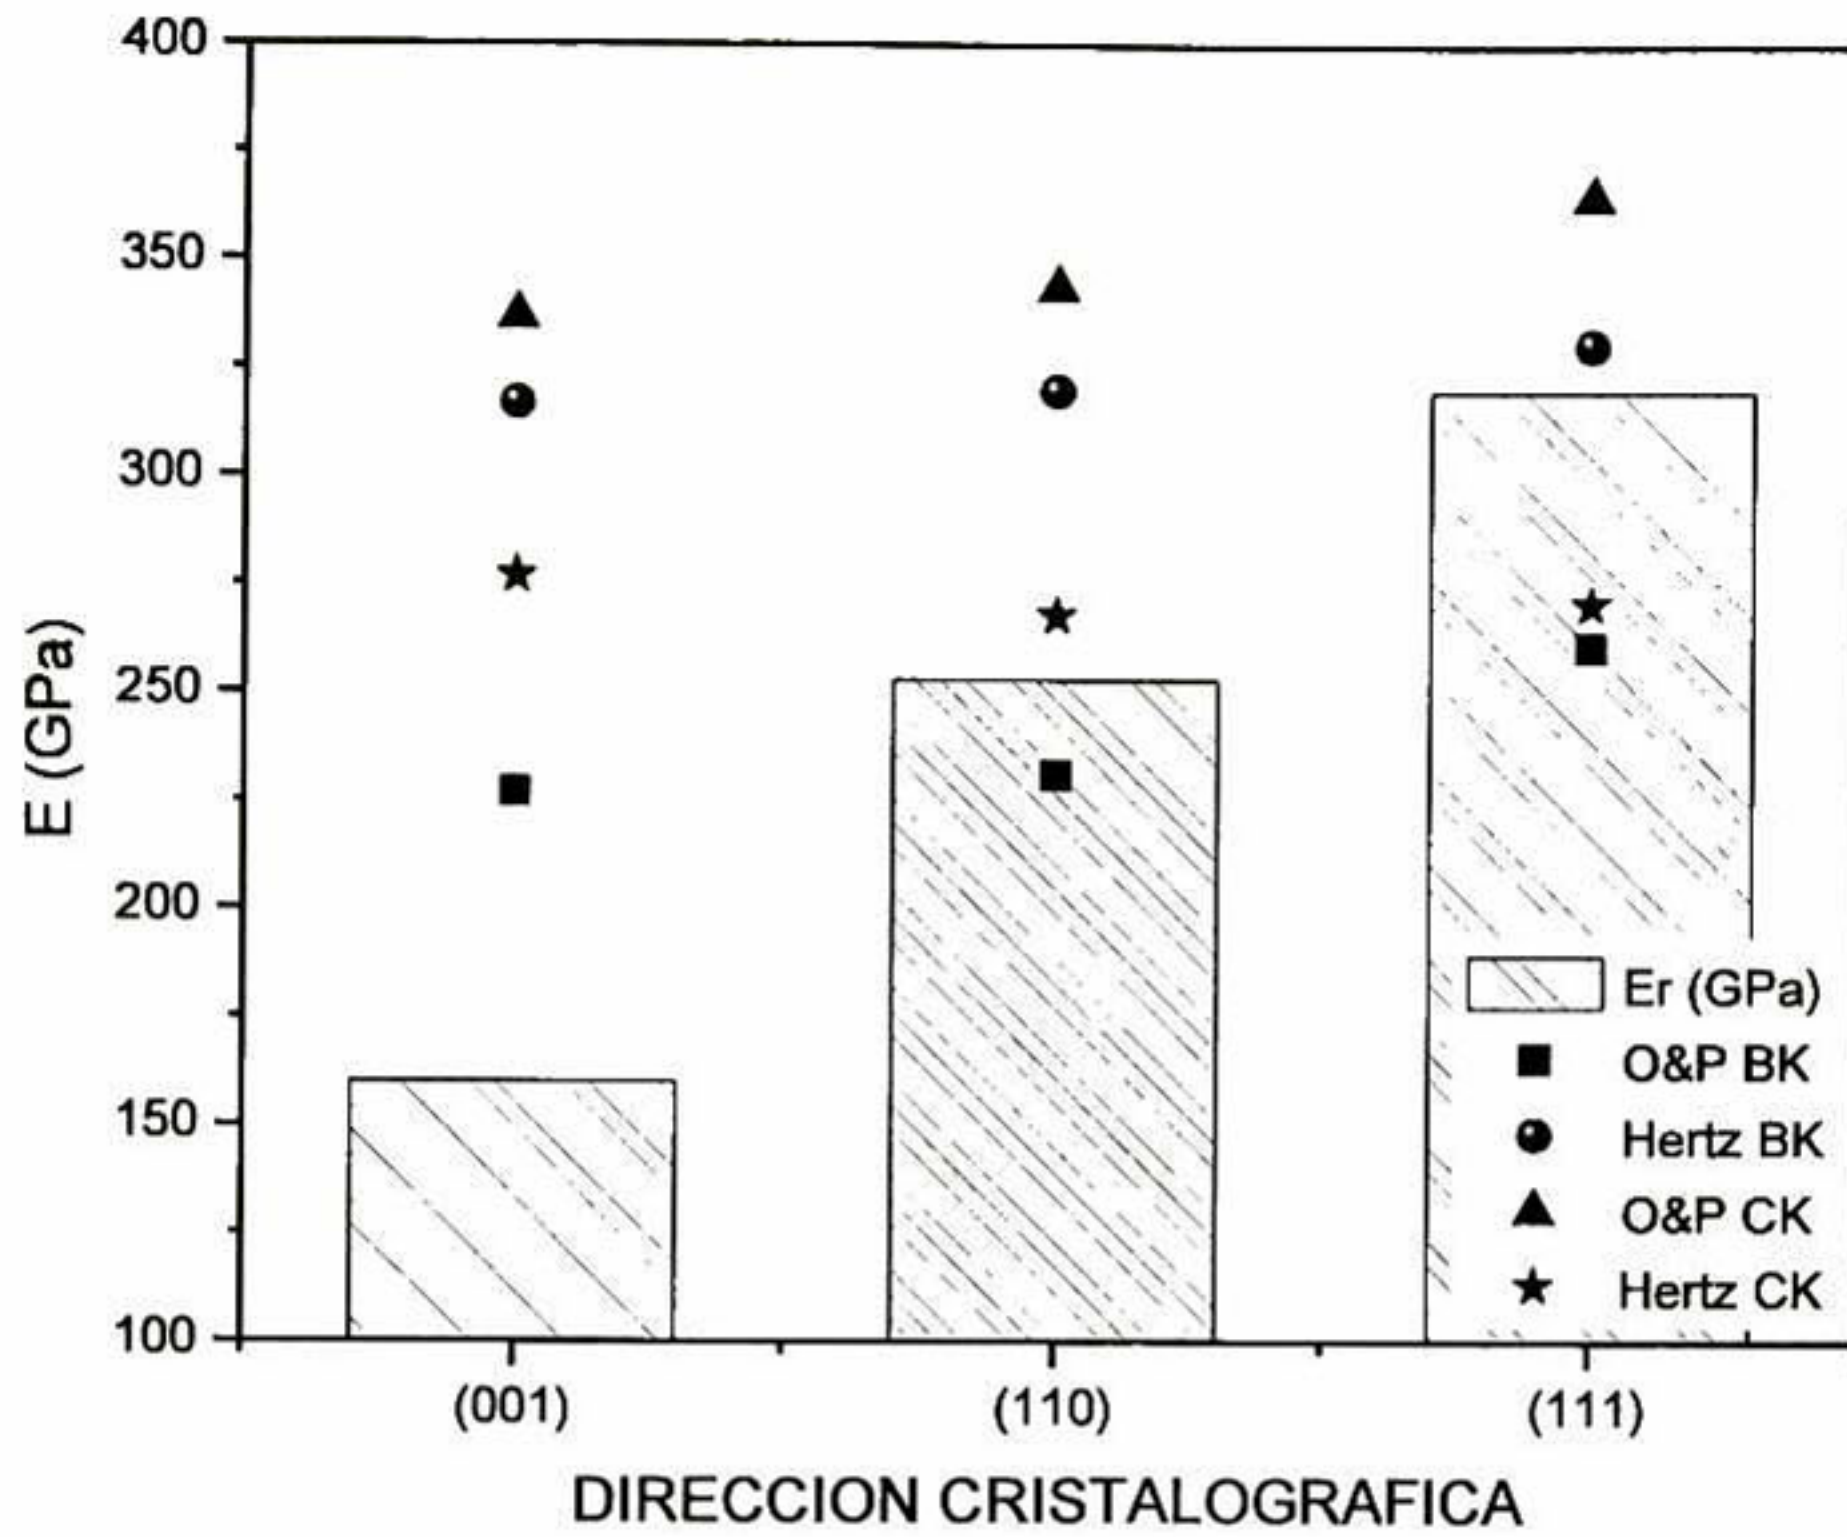 400
350
300
250
200
150
100
E (GPa)
(001)
(110)
(111)
DIRECCION CRISTALOGRAFICA
Er (GPa)
O&P BK
Hertz BK
O&P CK
Hertz CK